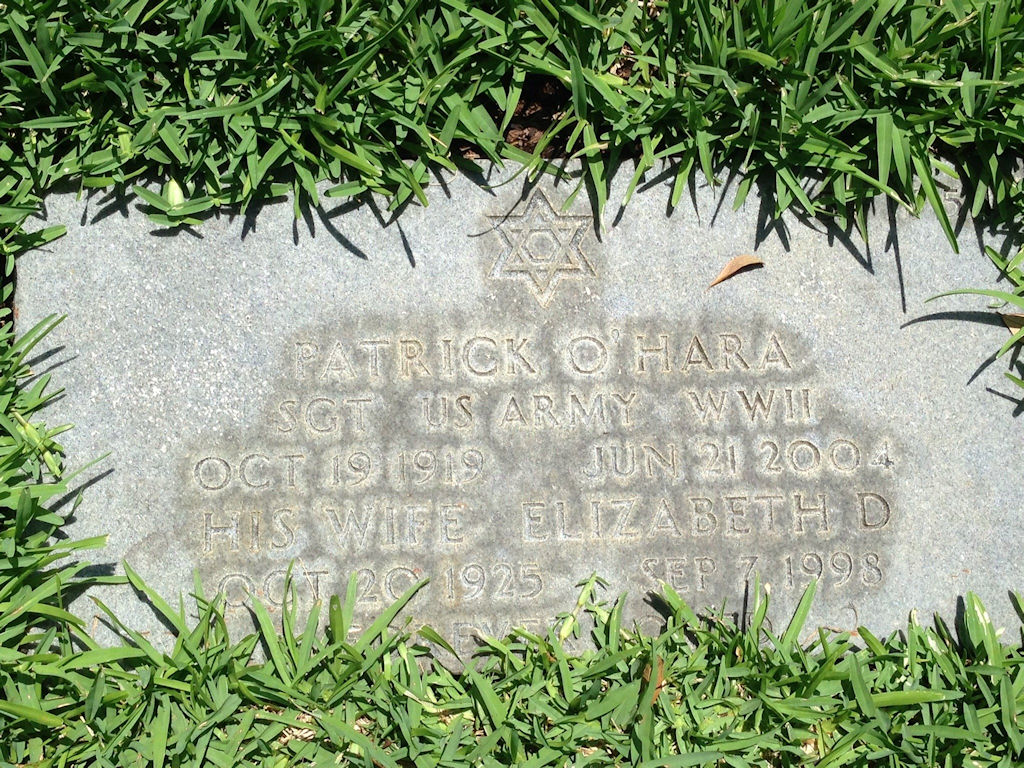 PATRICK O'HARA
SGT US ARMY WWII
OCT 19 1919 JUN 21 2004
HIS WIFE ELIZABETH D
OCT 20 1925 SEP 7 1998